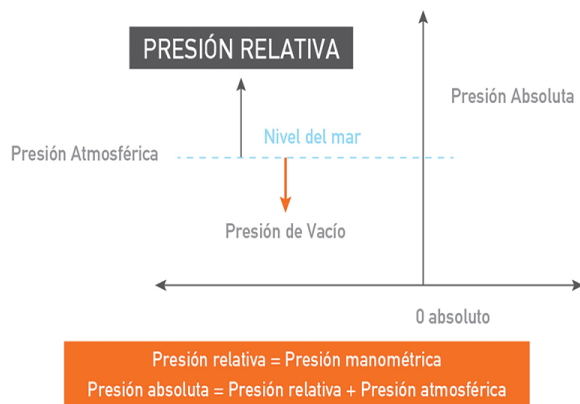 PRESIÓN RELATIVA
Presión Absoluta
Nivel del mar
Presión Atmosférica
Presión de Vacío
0 absoluto
Presión relativa = Presión manométrica
Presión absoluta = Presión relativa + Presión atmosférica